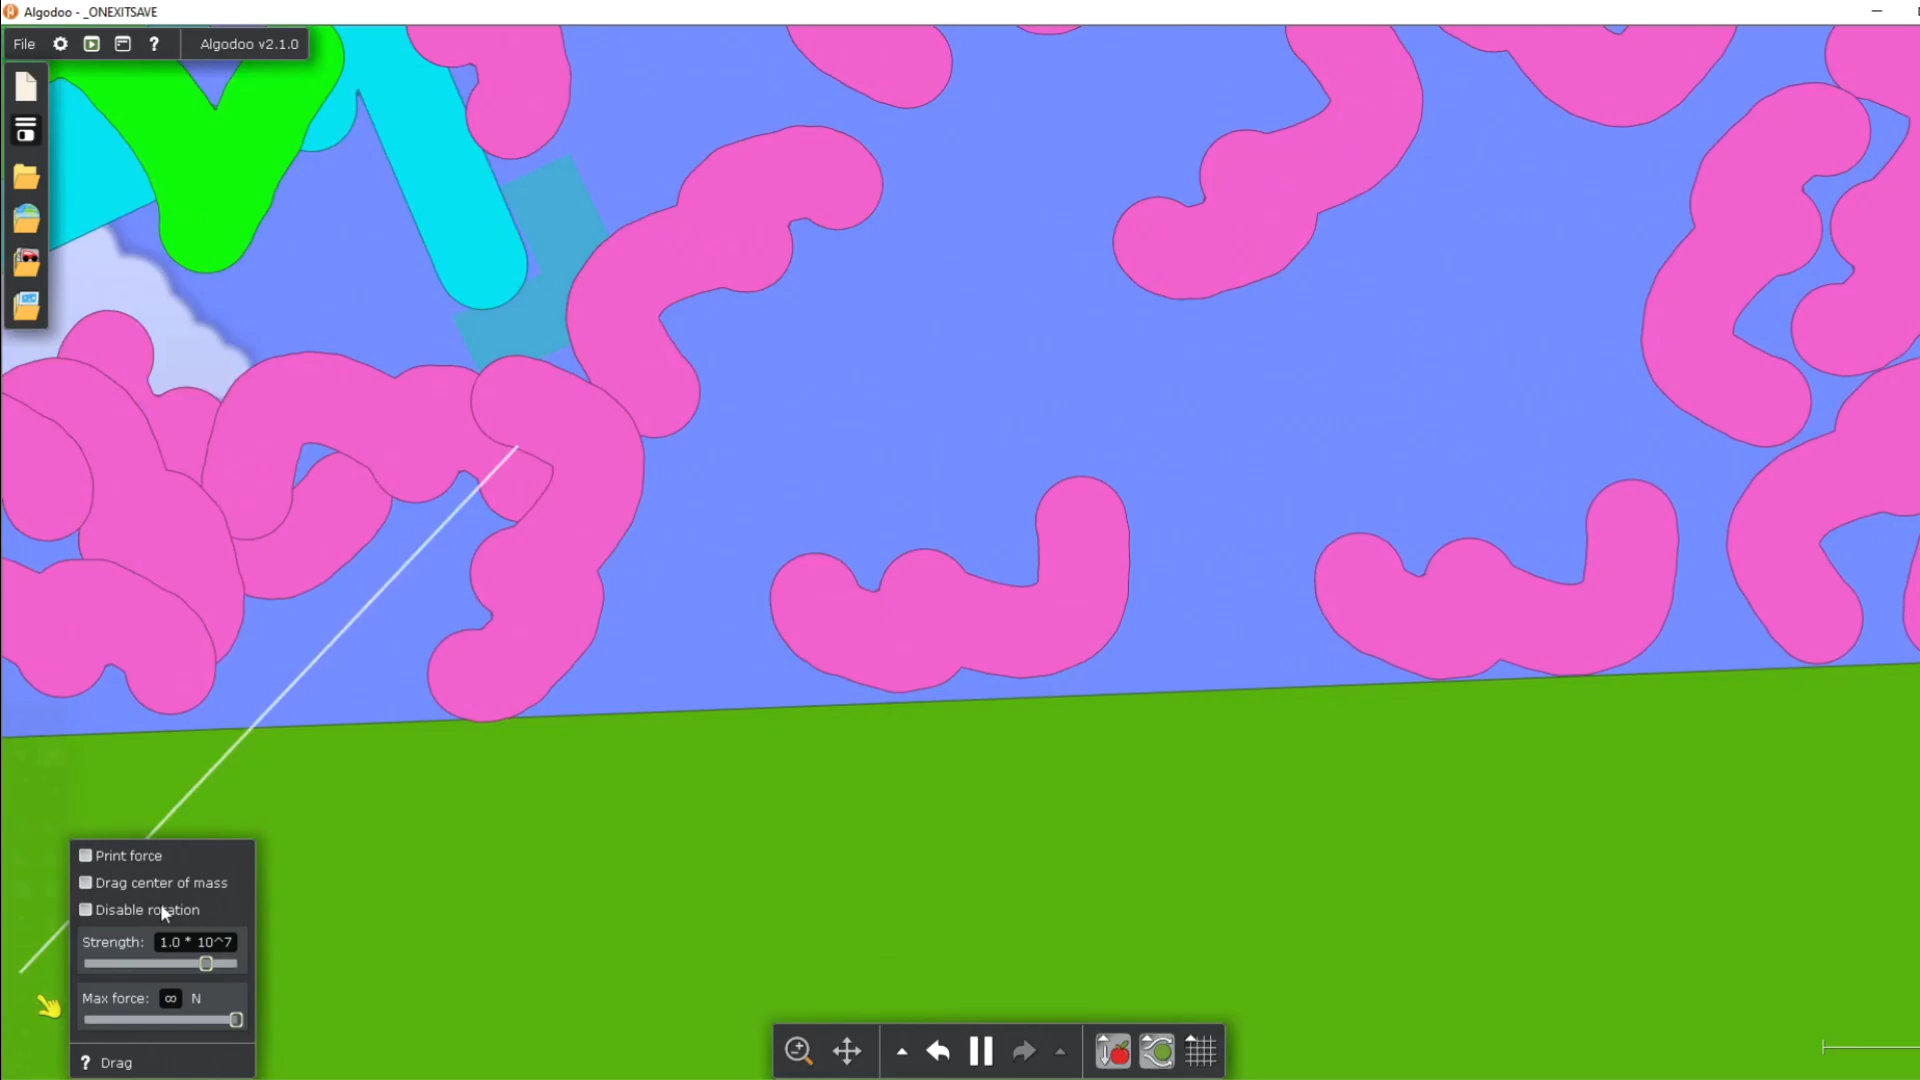 Algodoo - _ONEXITSAVE
File ? Algodoo v2.1.0
Print force
Drag center of mass
Disable rotation
Strength: 1.0 * 10^7
Max force: ∞ N
? Drag